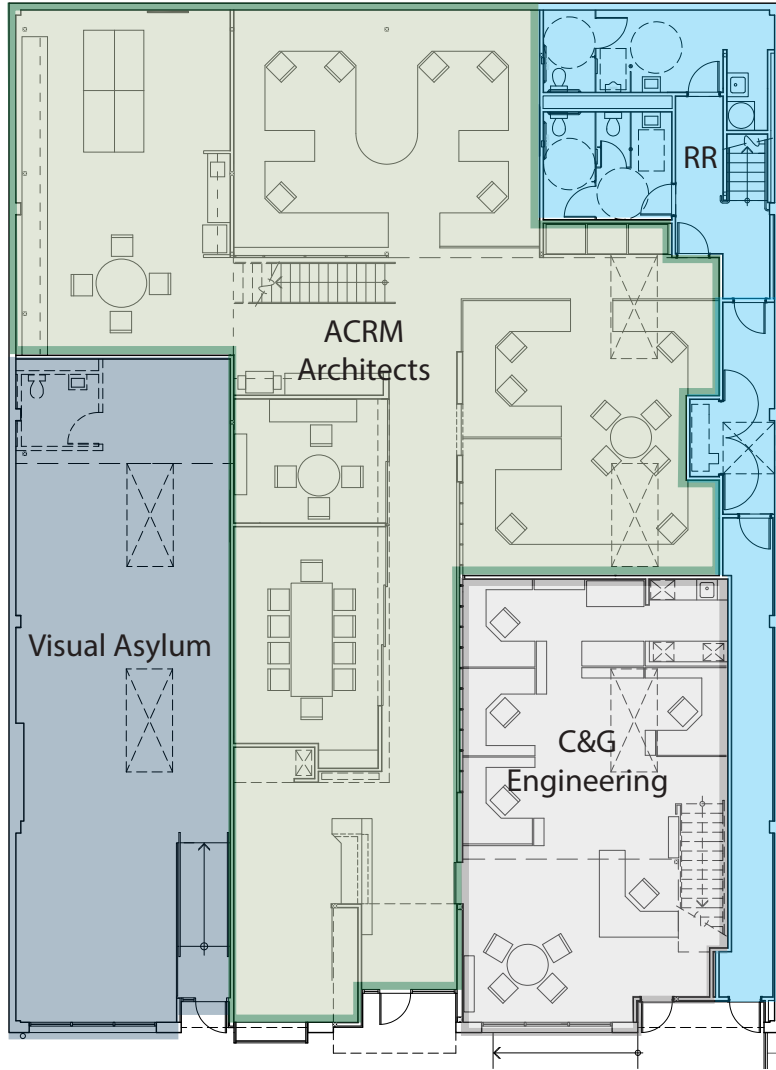 RR
ACRM
Architects
Visual Asylum
C&G
Engineering